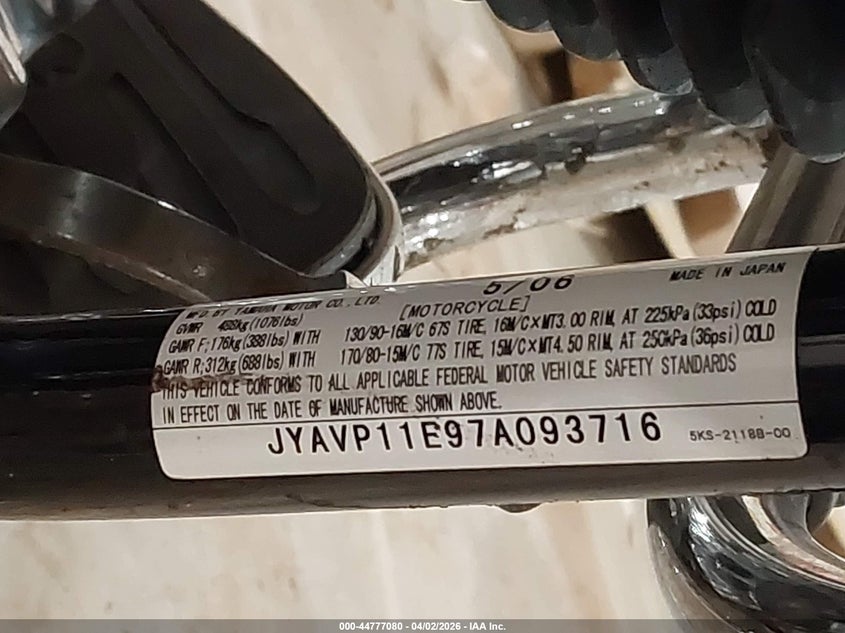 5/06
MADE IN JAPAN
MFD. BY YAMAHA MOTOR CO., LTD.
[MOTORCYCLE]
GVWR 488kg(1076lbs)
GAWR F;176kg(388lbs) WITH 130/90-16M/C 67S TIRE, 16M/C×MT3.00 RIM, AT 225kPa(33psi) COLD
GAWR R;312kg(688lbs) WITH 170/80-15M/C 77S TIRE, 15M/C×MT4.50 RIM, AT 250kPa(36psi) COLD
THIS VEHICLE CONFORMS TO ALL APPLICABLE FEDERAL MOTOR VEHICLE SAFETY STANDARDS
IN EFFECT ON THE DATE OF MANUFACTURE SHOWN ABOVE.
JYAVP11E97A093716
5KS-2118B-00
000-44777080 - 04/02/2026 - IAA Inc.